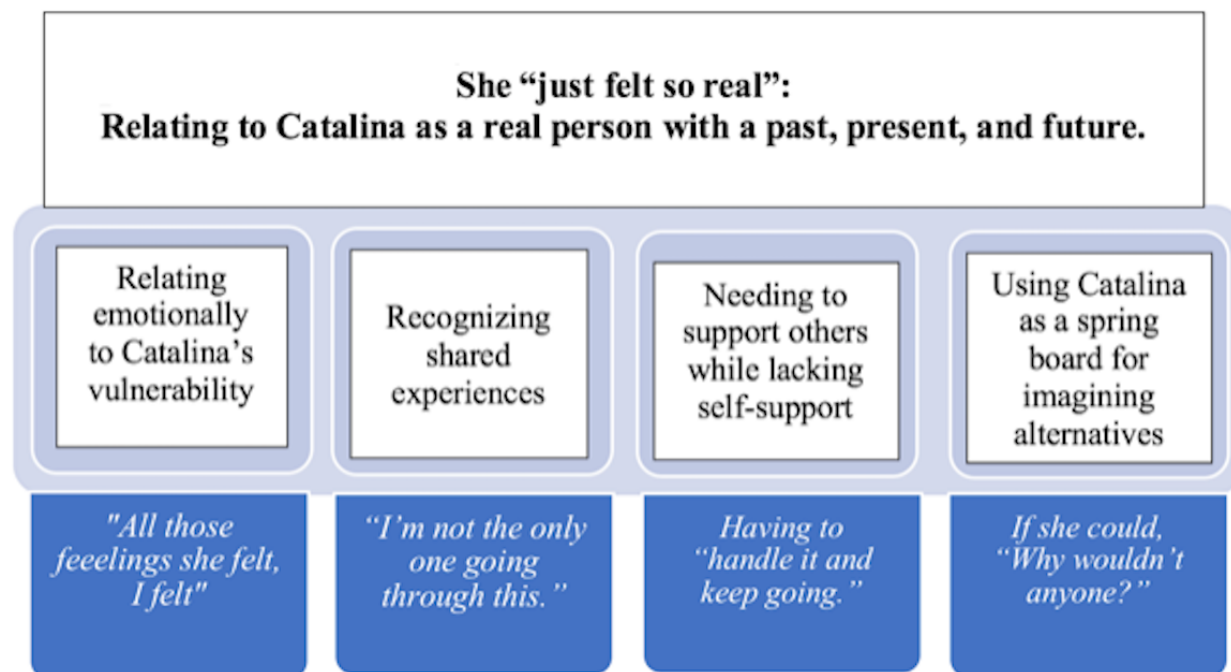 She “just felt so real”:
Relating to Catalina as a real person with a past, present, and future.
Relating
emotionally
to Catalina’s
vulnerability
Recognizing
shared
experiences
Needing to
support others
while lacking
self-support
Using Catalina
as a spring
board for
imagining
alternatives
"All those
feeelings she felt,
I felt"
“I’m not the only
one going
through this.”
Having to
“handle it and
keep going.”
If she could,
“Why wouldn’t
anyone?”